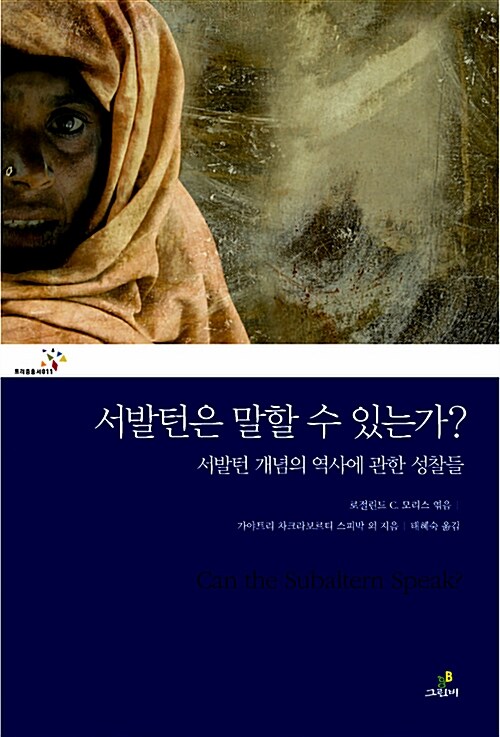 트리콘총서011
서발턴은 말할 수 있는가?
서발턴 개념의 역사에 관한 성찰들
로절린드 C. 모리스 엮음 |
가야트리 차크라보르티 스피박 외 지음 | 태혜숙 옮김
Can the Subaltern Speak?
B
그린비